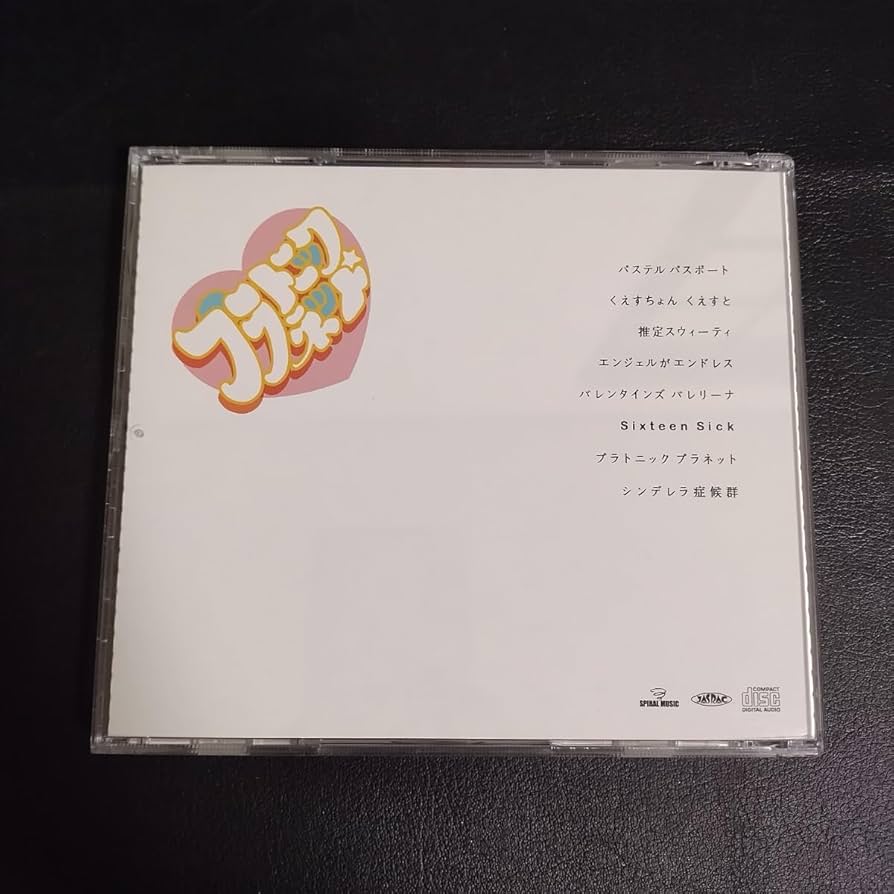 プラトニック
プラネット
パステル パスポート
くえすちょん くえすと
推定スウィーティ
エンジェルが エンドレス
バレンタインズ バレリーナ
Sixteen Sick
プラトニック プラネット
シンデレラ症候群
SPIRAL MUSIC
JASRAC
COMPACT
disc
DIGITAL AUDIO